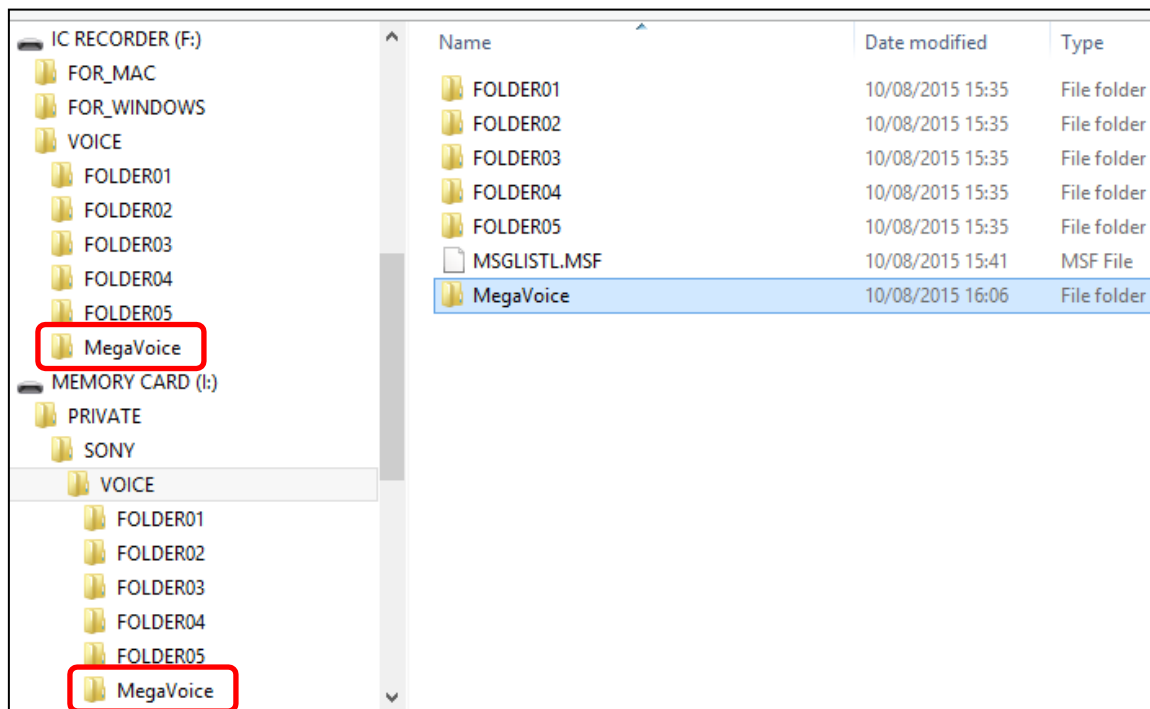 IC RECORDER (F:)
FOR_MAC
FOR_WINDOWS
VOICE
FOLDER01
FOLDER02
FOLDER03
FOLDER04
FOLDER05
MegaVoice
MEMORY CARD (I:)
PRIVATE
SONY
VOICE
FOLDER01
FOLDER02
FOLDER03
FOLDER04
FOLDER05
MegaVoice
Name Date modified Type
FOLDER01 10/08/2015 15:35 File folder
FOLDER02 10/08/2015 15:35 File folder
FOLDER03 10/08/2015 15:35 File folder
FOLDER04 10/08/2015 15:35 File folder
FOLDER05 10/08/2015 15:35 File folder
MSGLISTL.MSF 10/08/2015 15:41 MSF File
MegaVoice 10/08/2015 16:06 File folder